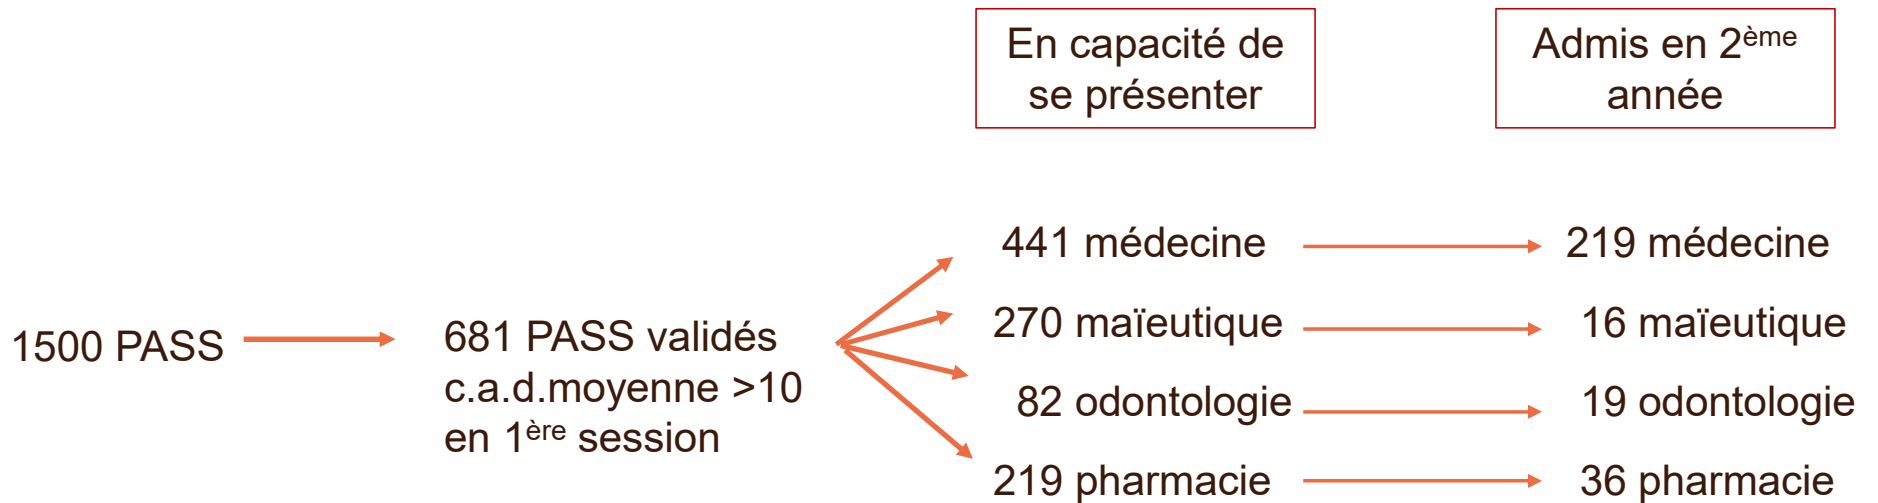 En capacité de
se présenter
Admis en 2ème
année
1500 PASS
681 PASS validés
c.a.d.moyenne >10
en 1ère session
441 médecine
219 médecine
270 maïeutique
16 maïeutique
82 odontologie
19 odontologie
219 pharmacie
36 pharmacie